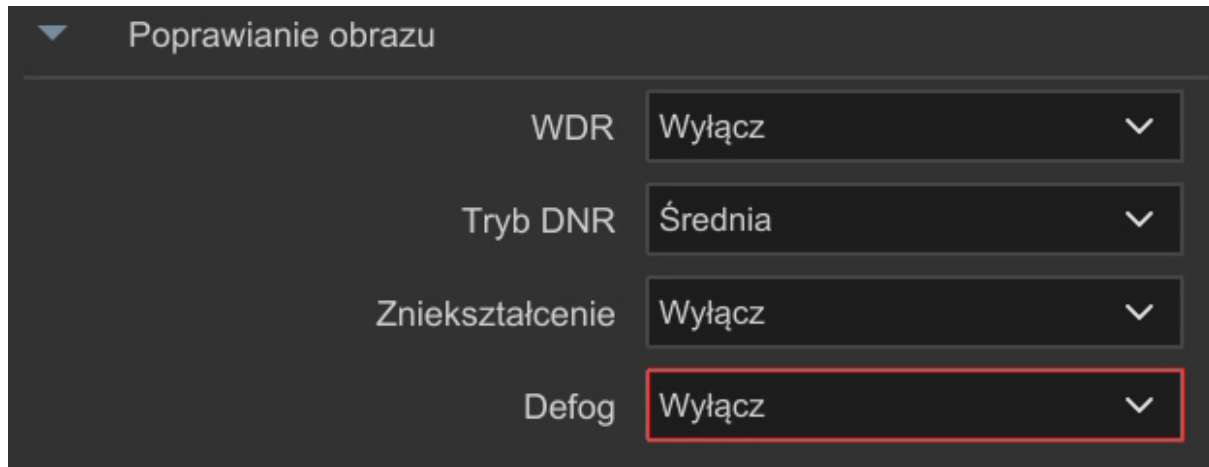 Poprawianie obrazu
WDR Wyłącz
Tryb DNR Średnia
Zniekształcenie Wyłącz
Defog Wyłącz